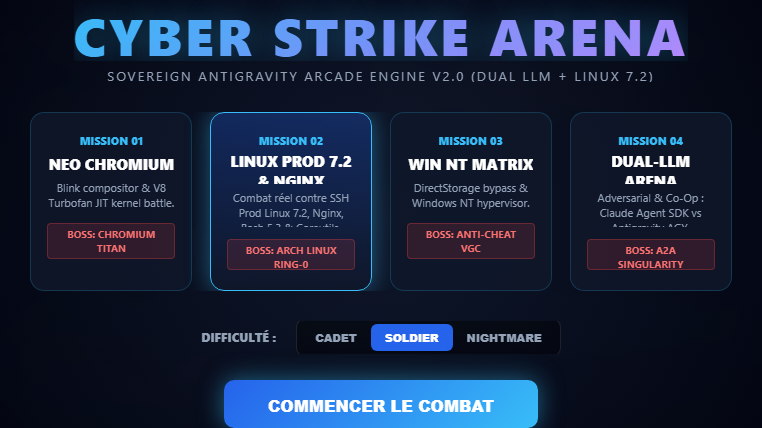 CYBER STRIKE ARENA
SOVEREIGN ANTIGRAVITY ARCADE ENGINE V2.0 (DUAL LLM + LINUX 7.2)
MISSION 01
NEO CHROMIUM
Blink compositor & V8
Turbofan JIT kernel battle.
BOSS: CHROMIUM
TITAN
MISSION 02
LINUX PROD 7.2
& NGINX
Combat réel contre SSH
Prod Linux 7.2, Nginx,
BOSS: ARCH LINUX
RING-0
MISSION 03
WIN NT MATRIX
DirectStorage bypass &
Windows NT hypervisor.
BOSS: ANTI-CHEAT
VGC
MISSION 04
DUAL-LLM
ARENA
Adversarial & Co-Op :
Claude Agent SDK vs
BOSS: A2A
SINGULARITY
DIFFICULTÉ :
CADET
SOLDIER
NIGHTMARE
COMMENCER LE COMBAT